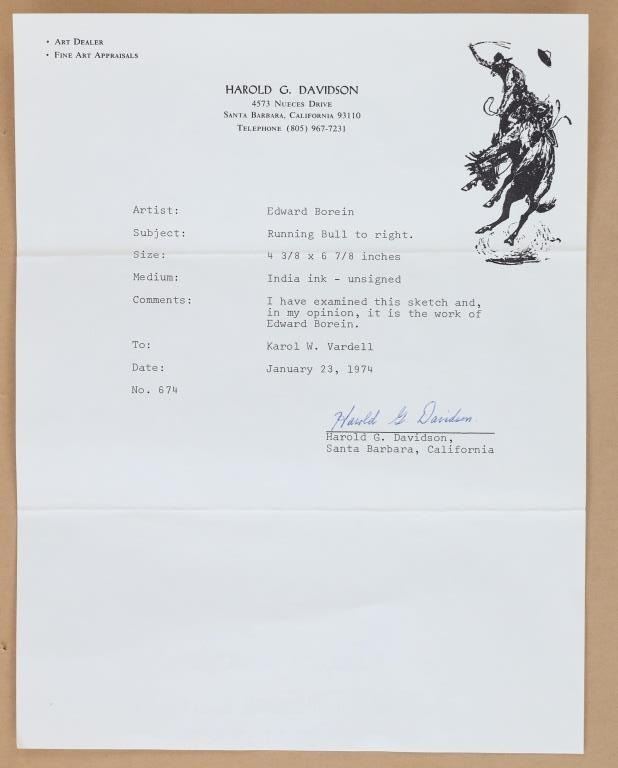 • Art Dealer
• Fine Art Appraisals
HAROLD G. DAVIDSON
4573 Nueces Drive
Santa Barbara, California 93110
Telephone (805) 967-7231
Artist: Edward Borein
Subject: Running Bull to right.
Size: 4 3/8 x 6 7/8 inches
Medium: India ink - unsigned
Comments: I have examined this sketch and,
in my opinion, it is the work of
Edward Borein.
To: Karol W. Vardell
Date: January 23, 1974
No. 674
Harold G. Davidson
Harold G. Davidson,
Santa Barbara, California